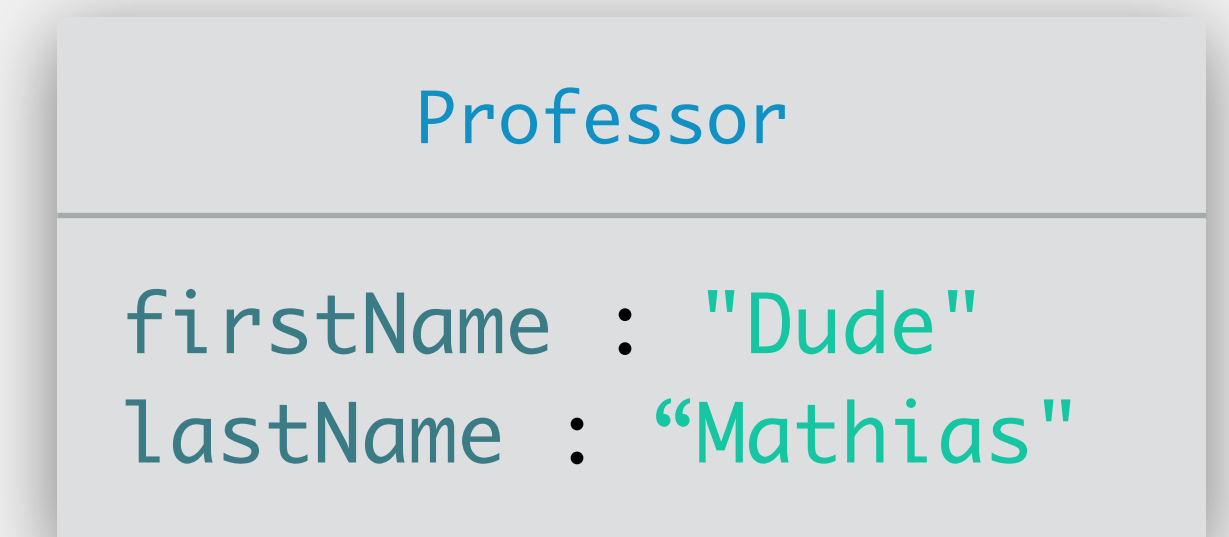 Professor
firstName : "Dude"
lastName : “Mathias"